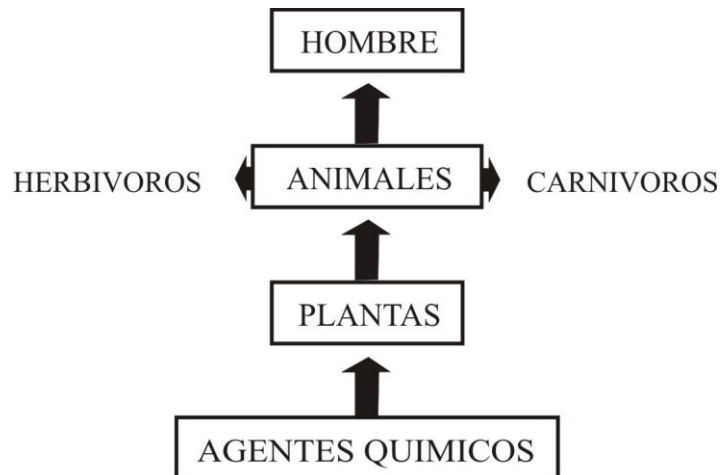 HOMBRE
HERBIVOROS
ANIMALES
CARNIVOROS
PLANTAS
AGENTES QUIMICOS